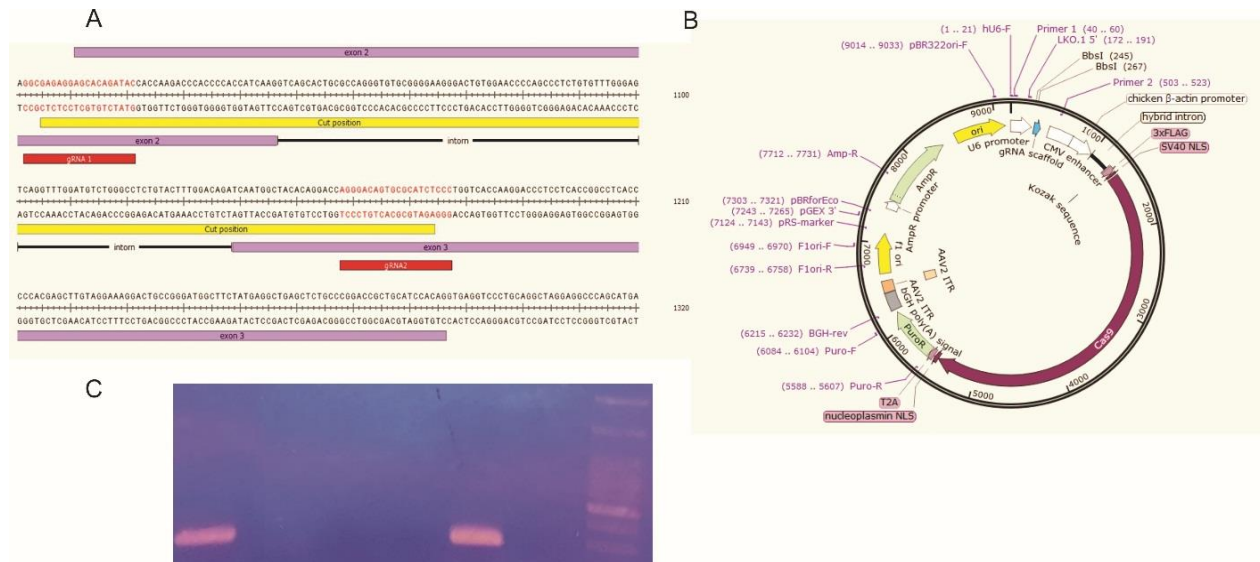 A
exon 2
AGGCGAGAGGAGCACAGATACCACCAAGACCCACCCCACCATCAAGGTCAGCACTGCGCCAGGGTGTGCGGGGAAGGGACTGTGGAACCCCAGCCCTCTGTGTTTGGGAG
1100
TCCGCTCTCCTCGTGTCTATGGTGGTTCTGGGTGGGGTGGTAGTTCCAGTCGTGACGCGGTCCCACACGCCCCTTCCCTGACACCTTGGGGTCGGGAGACACAAACCCTC
Cut position
exon 2
intorn
gRNA 1
TCAGGTTTGGATGTCTGGGCCTCTGTACTTTGGACAGATCAATGGCTACACAGGACCAGGGACAGTGCGCATCTCCCTGGTCACCAAGGACCCTCCTCACCGGCCTCACC
1210
AGTCCAAACCTACAGACCCGGAGACATGAAACCTGTCTAGTTACCGATGTGTCCTGGTCCCTGTCACGCGTAGAGGGACCAGTGGTTCCTGGGAGGAGTGGCCGGAGTGG
Cut position
intorn
exon 3
gRNA2
CCCACGAGCTTGTAGGAAAGGACTGCCGGGATGGCTTCTATGAGGCTGAGCTCTGCCCGGACCGCTGCATCCACAGGTGAGGTCCCTGCAGGCTAGGAGGCCCAGCATGA
1320
GGGTGCTCGAACATCCTTTCCTGACGGCCCTACCGAAGATACTCCGACTCGAGACGGGCCTGGCGACGTAGGTGTCCACTCCAGGGACGTCCGATCCTCCGGGTCGTACT
exon 3
B
(1 .. 21) hU6-F
Primer 1 (40 .. 60)
(9014 .. 9033) pBR322ori-F
LKO.1 5' (172 .. 191)
BbsI (245)
BbsI (267)
Primer 2 (503 .. 523)
chicken β-actin promoter
hybrid intron
3xFLAG
SV40 NLS
9000
1000
2000
3000
4000
5000
6000
7000
8000
ori
U6 promoter
gRNA scaffold
CMV enhancer
Kozak sequence
Cas9
(7712 .. 7731) Amp-R
AmpR
AmpR promoter
(7303 .. 7321) pBRforEco
(7243 .. 7265) pGEX 3'
(7124 .. 7143) pRS-marker
(6949 .. 6970) F1ori-F
(6739 .. 6758) F1ori-R
f1 ori
AAV2 ITR
AAV2 ITR
bGH poly(A) signal
PuroR
(6215 .. 6232) BGH-rev
(6084 .. 6104) Puro-F
(5588 .. 5607) Puro-R
T2A
nucleoplasmin NLS
C